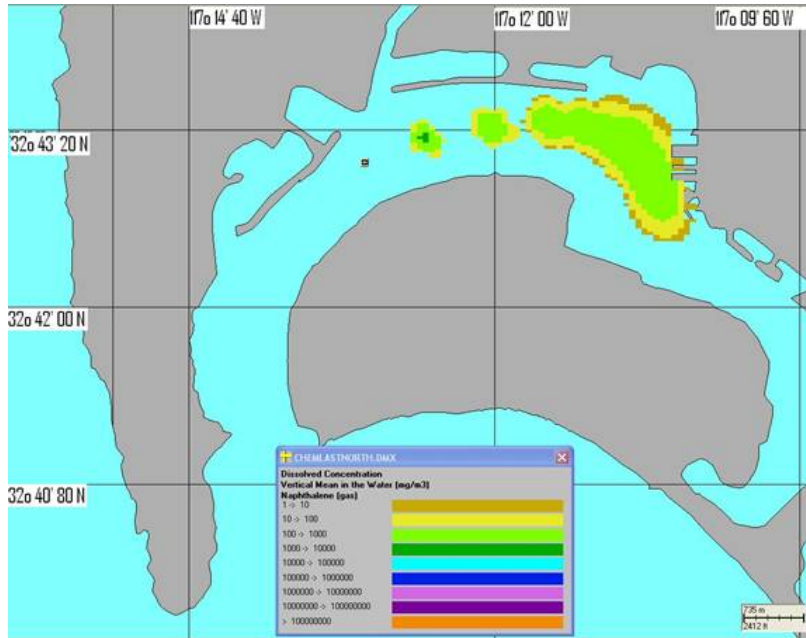 117o 14' 40 W
117o 12' 00 W
117o 09' 60 W
32o 43' 20 N
32o 42' 00 N
32o 40' 80 N
CHEMLASTNORTH.DMX
Dissolved Concentration
Vertical Mean in the Water (mg/m3)
Naphthalene (gas)
1 -> 10
10 -> 100
100 -> 1000
1000 -> 10000
10000 -> 100000
100000 -> 1000000
1000000 -> 10000000
10000000 -> 100000000
> 100000000
735 m
2412 ft